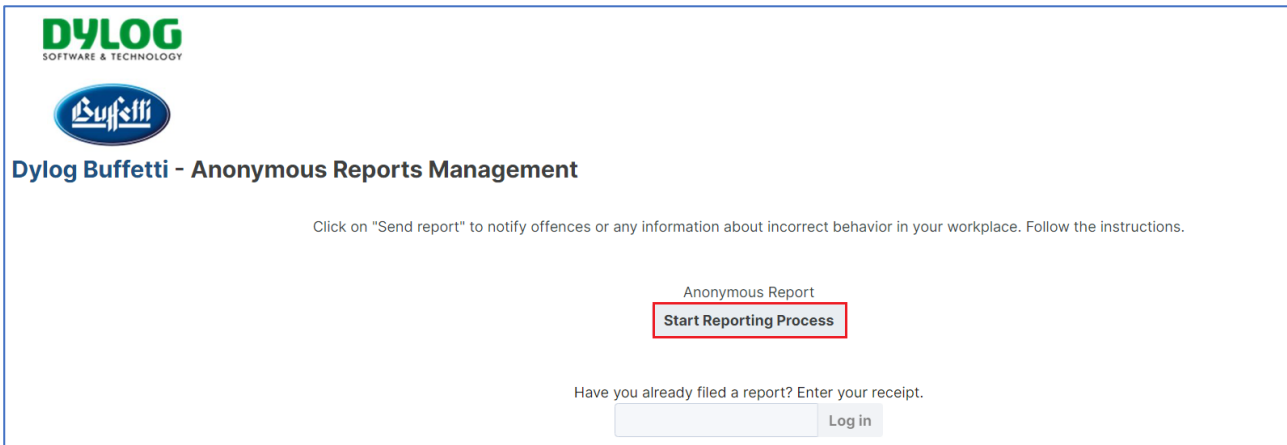 DYLOG
SOFTWARE & TECHNOLOGY
Buffetti
Dylog Buffetti - Anonymous Reports Management
Click on "Send report" to notify offences or any information about incorrect behavior in your workplace. Follow the instructions.
Anonymous Report
Start Reporting Process
Have you already filed a report? Enter your receipt.
Log in